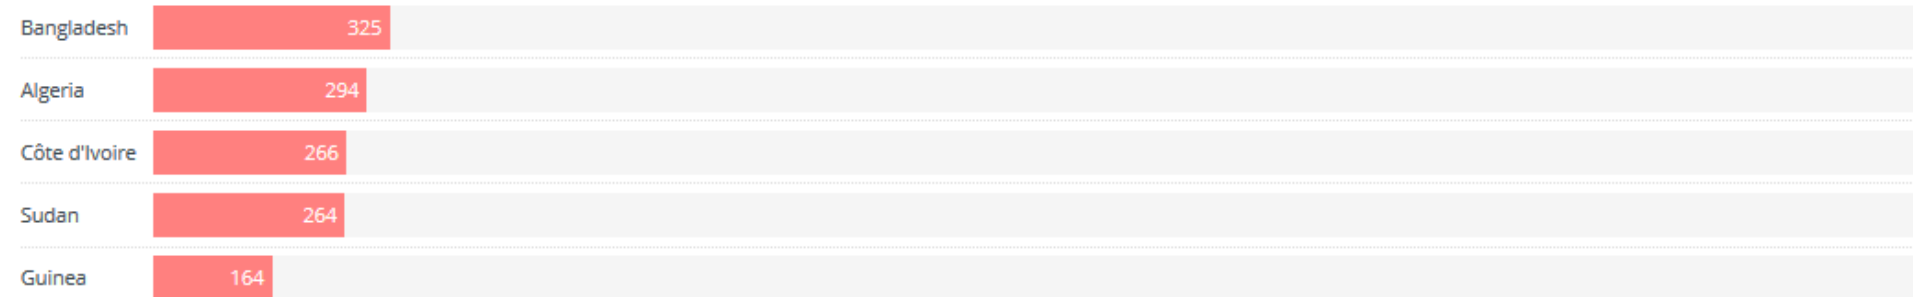 Bangladesh 325
Algeria 294
Côte d'Ivoire 266
Sudan 264
Guinea 164